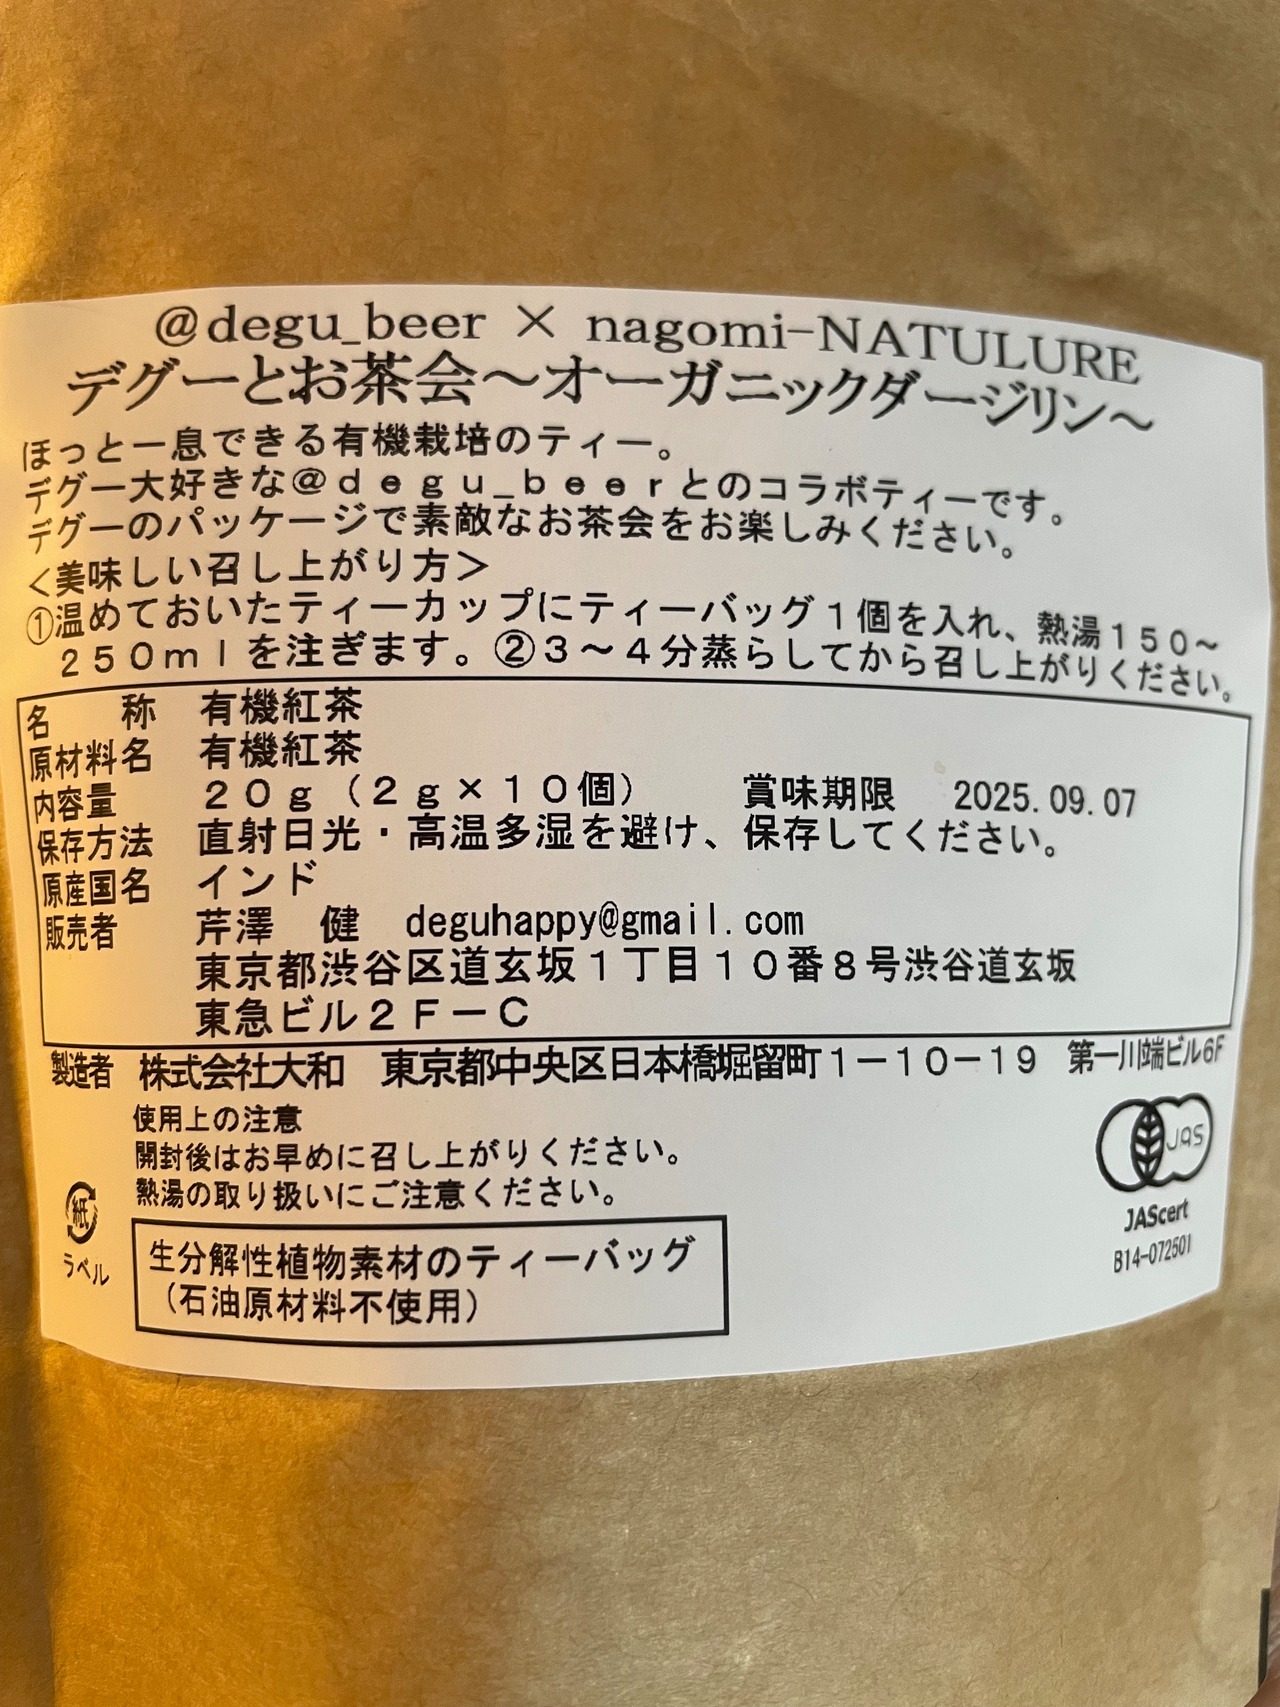 @degu_beer × nagomi-NATULURE
デグーとお茶会〜オーガニックダージリン〜
ほっと一息できる有機栽培のティー。
デグー大好きな@degu_beerとのコラボティーです。
デグーのパッケージで素敵なお茶会をお楽しみください。
＜美味しい召し上がり方＞
①温めておいたティーカップにティーバッグ1個を入れ、熱湯150〜
250mlを注ぎます。②3〜4分蒸らしてから召し上がりください。
名　　称　有機紅茶
原材料名　有機紅茶
内容量　20g（2g×10個）　賞味期限　2025.09.07
保存方法　直射日光・高温多湿を避け、保存してください。
原産国名　インド
販売者　芹澤　健　deguhappy@gmail.com
東京都渋谷区道玄坂1丁目10番8号渋谷道玄坂
東急ビル2F－C
製造者　株式会社大和　東京都中央区日本橋堀留町1－10－19　第一川端ビル6F
使用上の注意
開封後はお早めに召し上がりください。
熱湯の取り扱いにご注意ください。
紙
ラベル
生分解性植物素材のティーバッグ
（石油原材料不使用）
JAS
JAScert
B14-072501